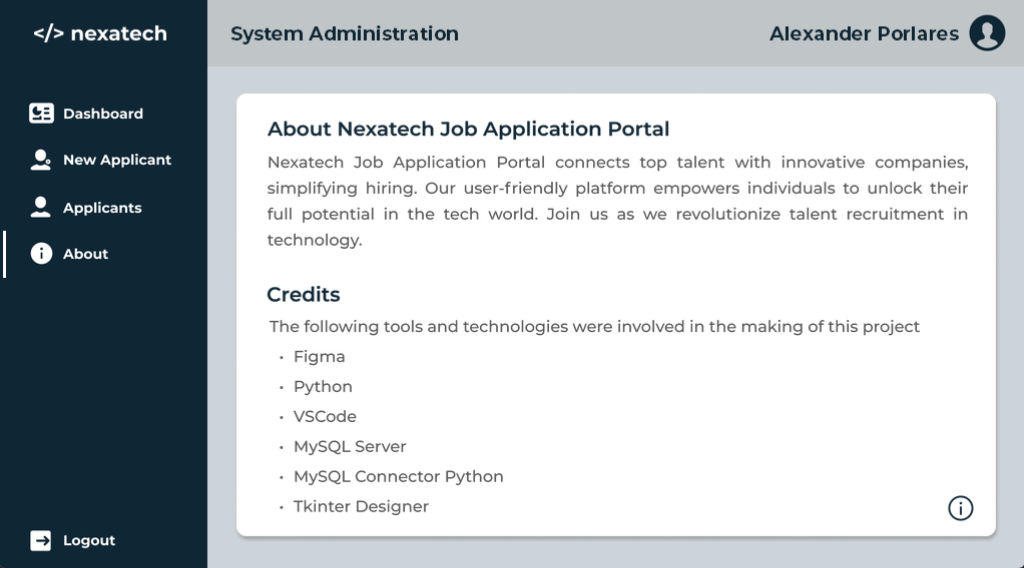 </> nexatech
System Administration
Alexander Porlares
Dashboard
New Applicant
Applicants
About
Logout
About Nexatech Job Application Portal
Nexatech Job Application Portal connects top talent with innovative companies,
simplifying hiring. Our user-friendly platform empowers individuals to unlock their
full potential in the tech world. Join us as we revolutionize talent recruitment in
technology.
Credits
The following tools and technologies were involved in the making of this project
• Figma
• Python
• VSCode
• MySQL Server
• MySQL Connector Python
• Tkinter Designer